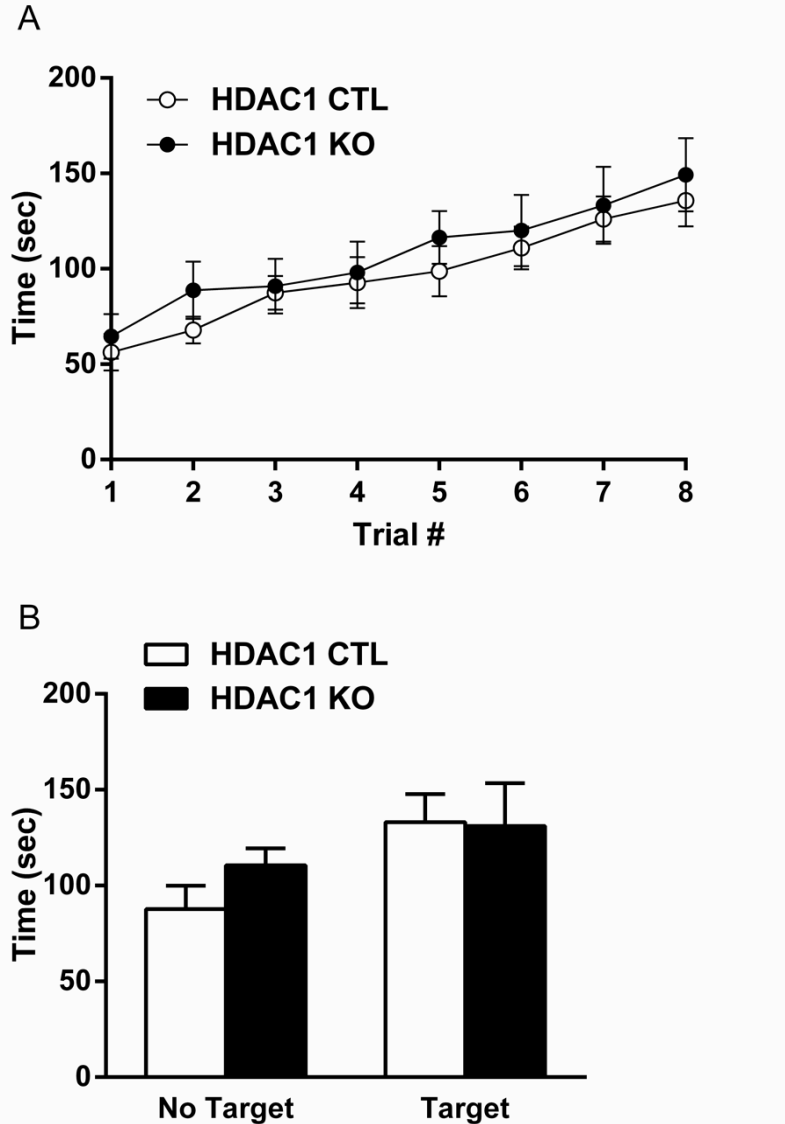 A
200
150
100
50
0
Time (sec)
HDAC1 CTL
HDAC1 KO
1 2 3 4 5 6 7 8
Trial #
B
HDAC1 CTL
HDAC1 KO
200
150
100
50
0
Time (sec)
No Target Target